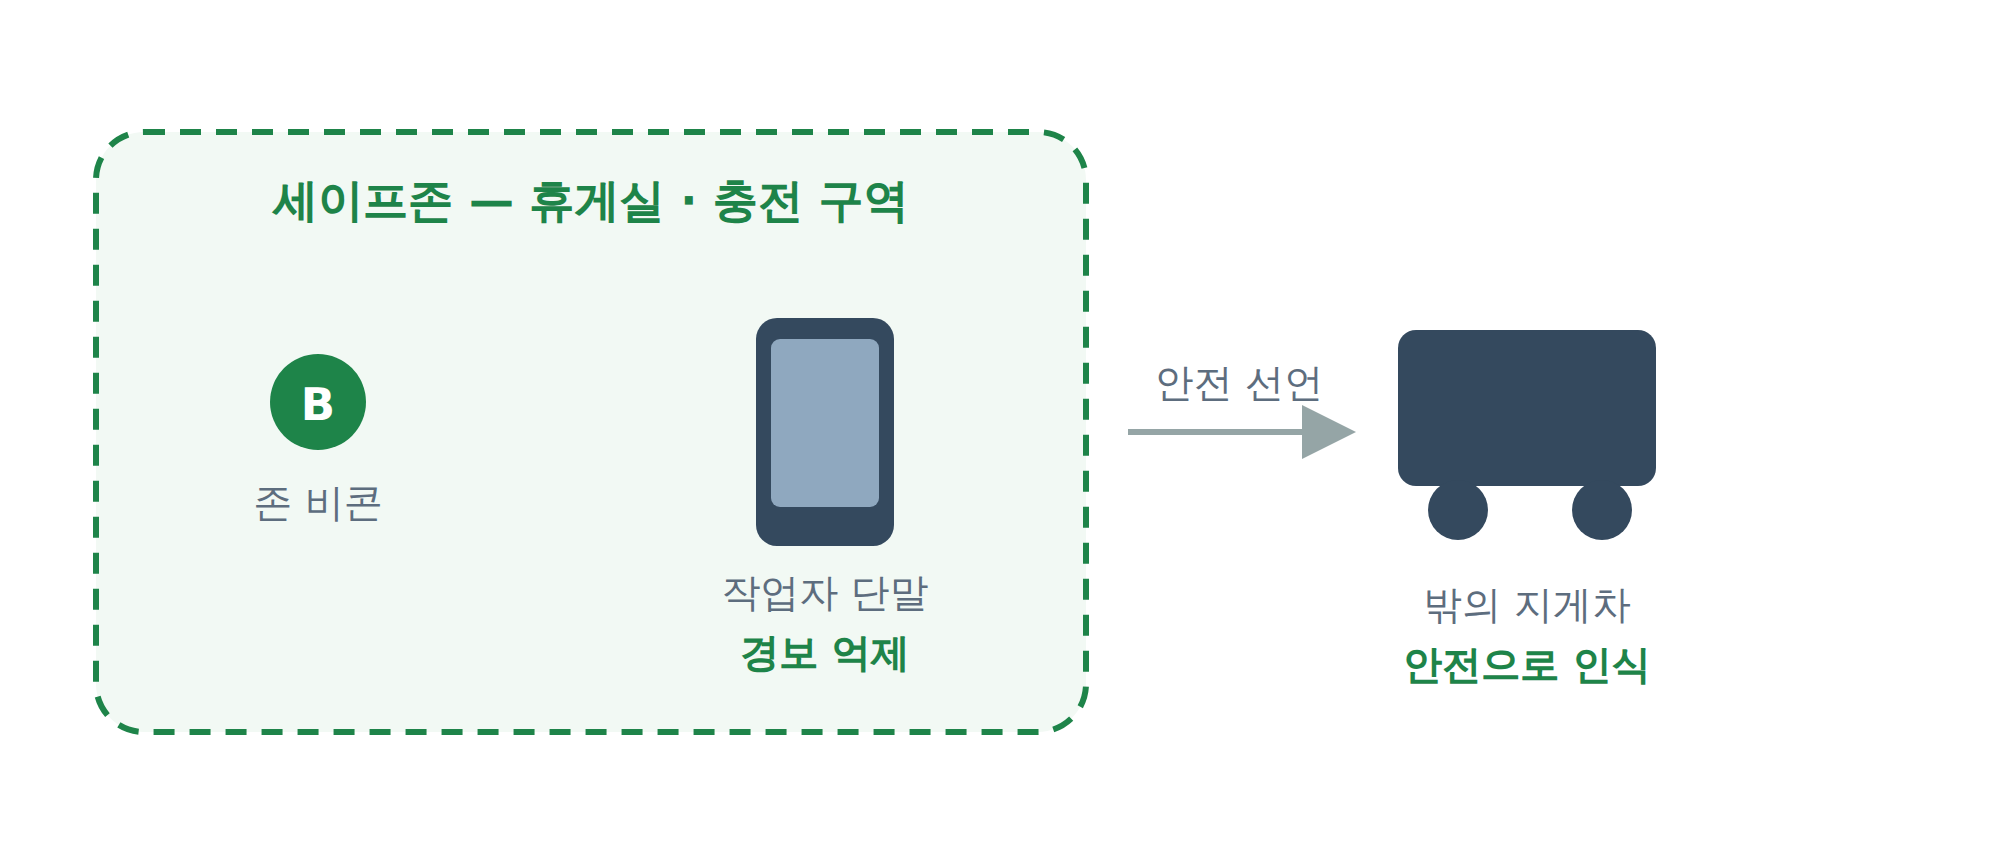 세이프존 — 휴게실 · 충전 구역
B
존 비콘
작업자 단말
경보 억제
안전 선언
밖의 지게차
안전으로 인식